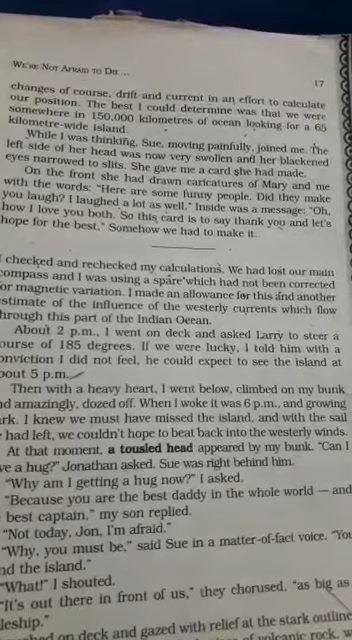 WE'RE NOT AFRAID TO DIE...
17
changes of course, drift and current in an effort to calculate
our position. The best I could determine was that we were
somewhere in 150,000 kilometres of ocean looking for a 65
kilometre-wide island.
While I was thinking, Sue, moving painfully, joined me. The
left side of her head was now very swollen and her blackened
eyes narrowed to slits. She gave me a card she had made.
On the front she had drawn caricatures of Mary and me
with the words: "Here are some funny people. Did they make
you laugh? I laughed a lot as well." Inside was a message: "Oh,
how I love you both. So this card is to say thank you and let's
hope for the best." Somehow we had to make it.
checked and rechecked my calculations. We had lost our main
compass and I was using a spare which had not been corrected
or magnetic variation. I made an allowance for this and another
stimate of the influence of the westerly currents which flow
hrough this part of the Indian Ocean.
About 2 p.m., I went on deck and asked Larry to steer a
ourse of 185 degrees. If we were lucky, I told him with a
onviction I did not feel, he could expect to see the island at
bout 5 p.m.
Then with a heavy heart, I went below, climbed on my bunk
nd amazingly, dozed off. When I woke it was 6 p.m., and growing
rk. I knew we must have missed the island, and with the sail
had left, we couldn't hope to beat back into the westerly winds.
At that moment, a tousled head appeared by my bunk. "Can I
ve a hug?" Jonathan asked. Sue was right behind him.
"Why am I getting a hug now?" I asked.
"Because you are the best daddy in the whole world — and
best captain," my son replied.
"Not today, Jon, I'm afraid."
"Why, you must be," said Sue in a matter-of-fact voice. "You
nd the island."
"What!" I shouted.
"It's out there in front of us," they chorused, "as big as
leship."
on deck and gazed with relief at the stark outline
of volcanic rock,